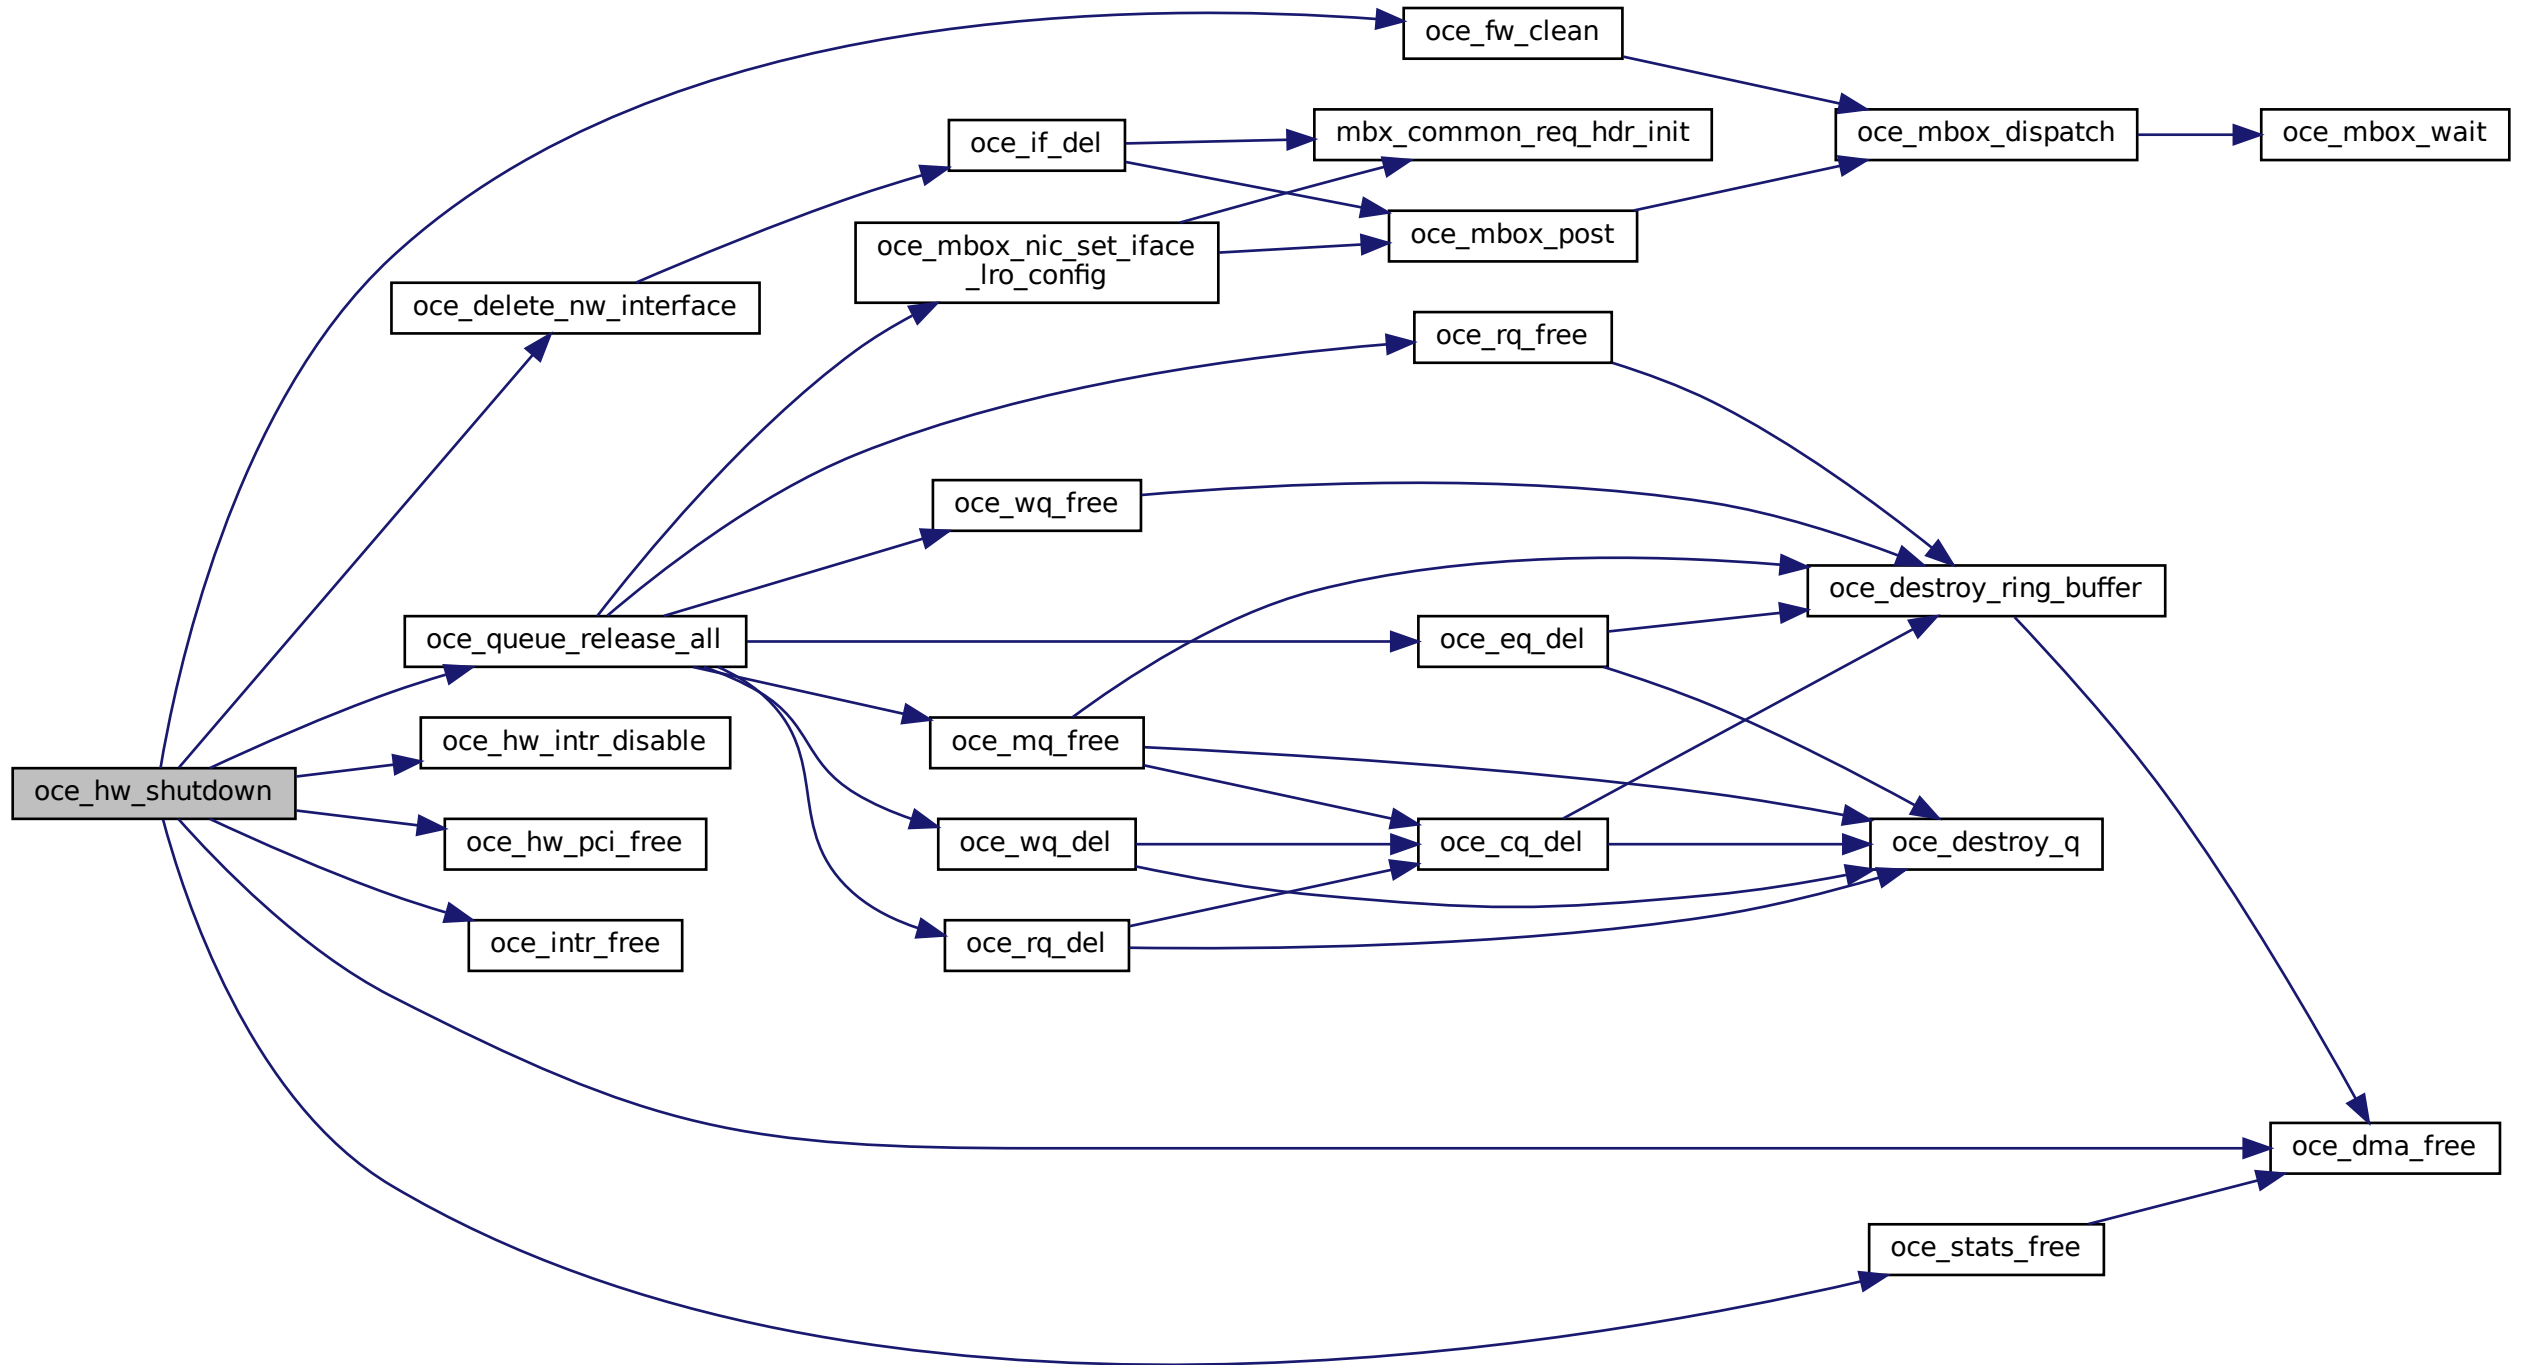 oce_fw_clean
oce_if_del
mbx_common_req_hdr_init
oce_mbox_dispatch
oce_mbox_wait
oce_mbox_nic_set_iface
_lro_config
oce_mbox_post
oce_delete_nw_interface
oce_rq_free
oce_wq_free
oce_destroy_ring_buffer
oce_queue_release_all
oce_eq_del
oce_hw_intr_disable
oce_mq_free
oce_hw_shutdown
oce_hw_pci_free
oce_wq_del
oce_cq_del
oce_destroy_q
oce_intr_free
oce_rq_del
oce_dma_free
oce_stats_free